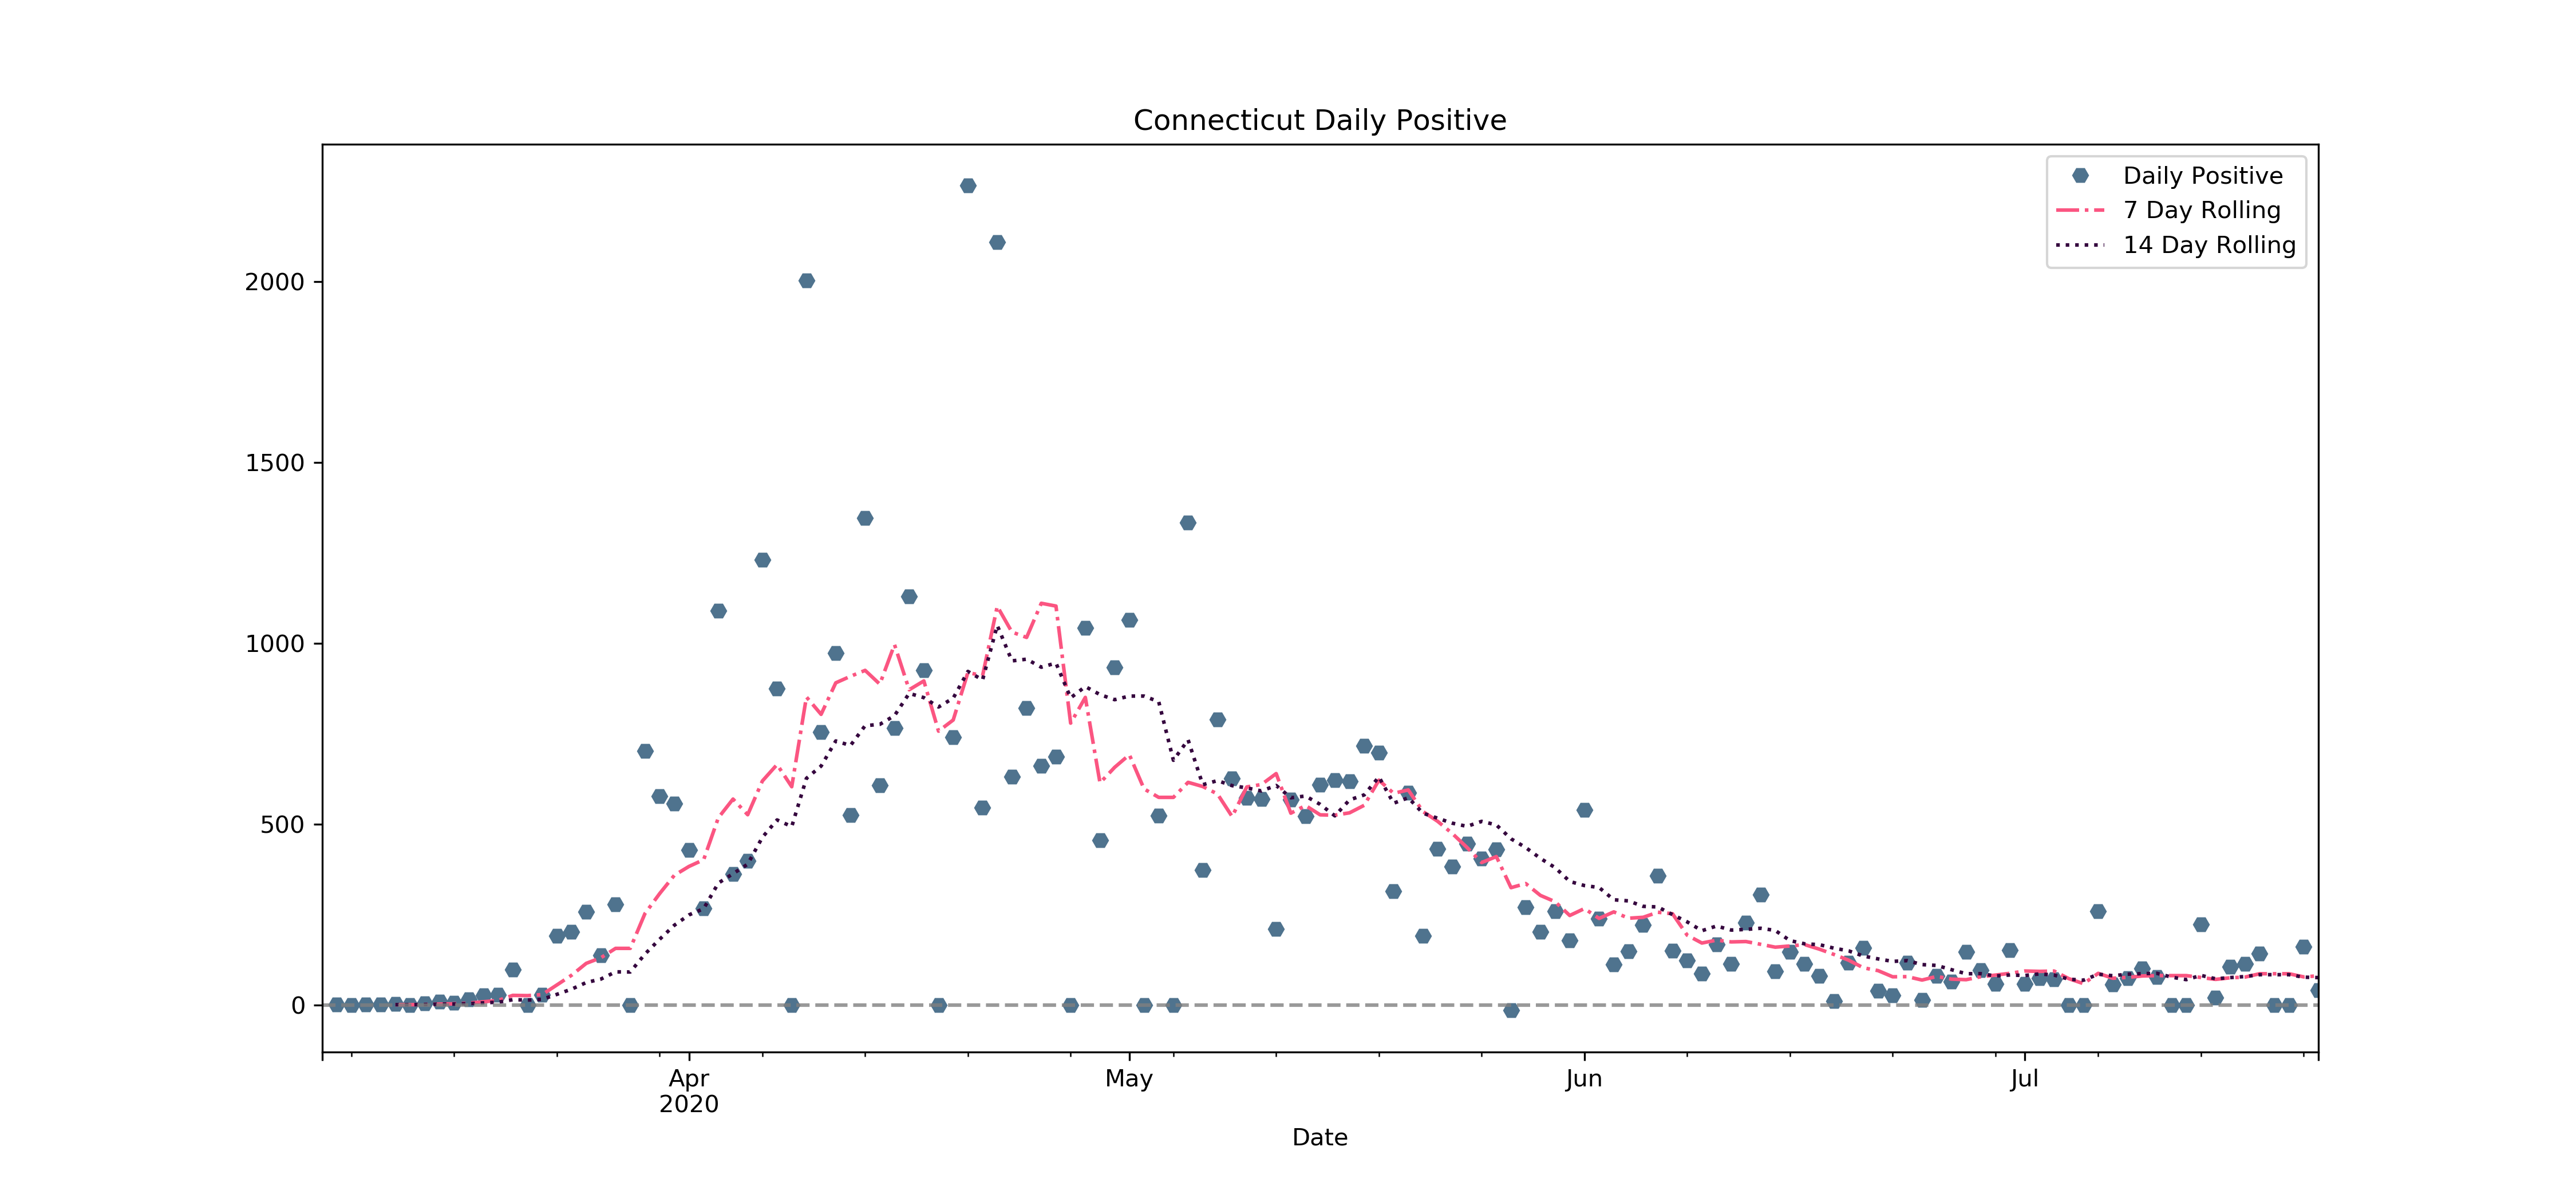 Connecticut Daily Positive
Daily Positive
7 Day Rolling
14 Day Rolling
2000
1500
1000
500
0
Apr
2020
May
Jun
Jul
Date